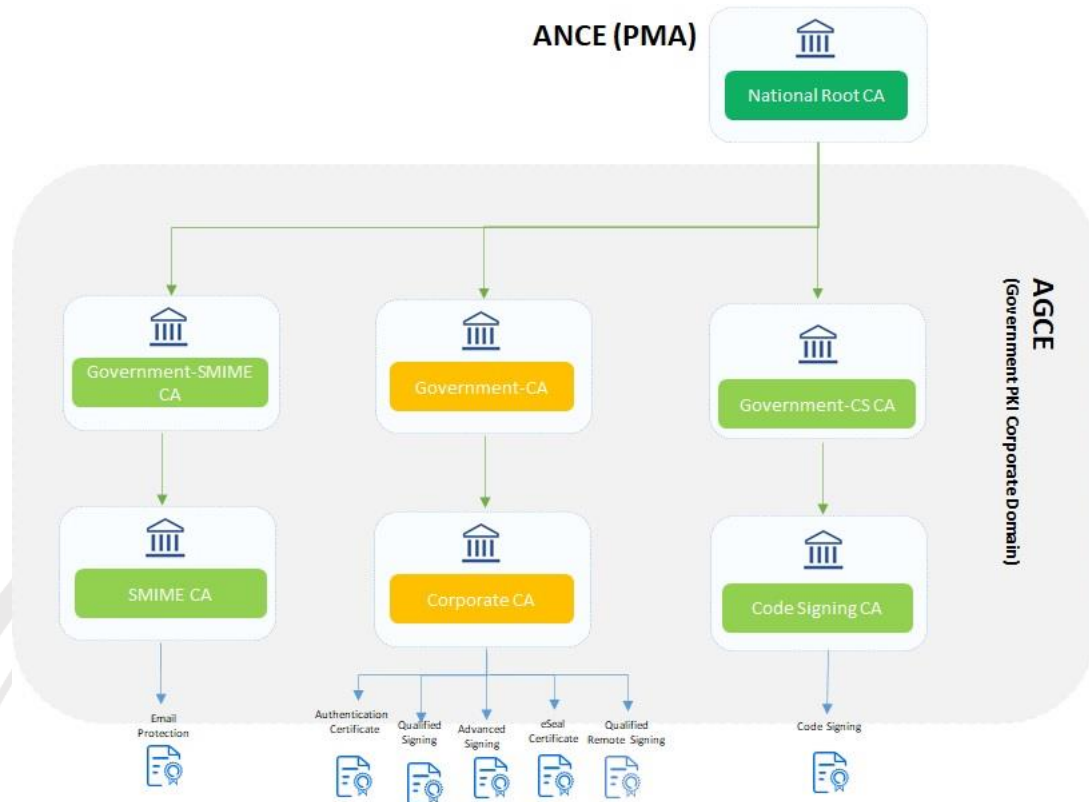 ANCE (PMA)
National Root CA
AGCE
(Government PKI Corporate Domain)
Government-SMIME
CA
Government-CA
Government-CS CA
SMIME CA
Corporate CA
Code Signing CA
Email
Protection
Authentication
Certificate
Qualified
Signing
Advanced
Signing
eSeal
Certificate
Qualified
Remote Signing
Code Signing